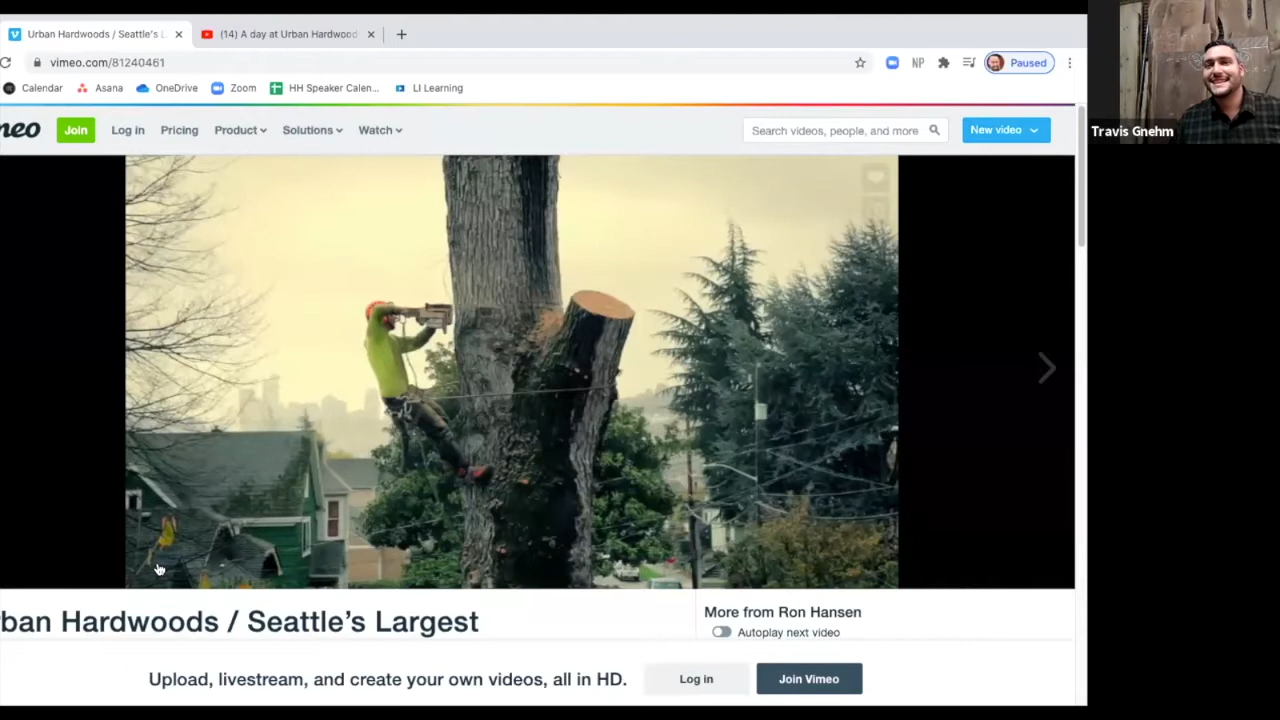 Urban Hardwoods / Seattle's L
(14) A day at Urban Hardwood
vimeo.com/81240461
NP
Paused
Calendar
Asana
OneDrive
Zoom
HH Speaker Calen...
LI Learning
meo
Join
Log in
Pricing
Product
Solutions
Watch
Search videos, people, and more
New video
Travis Gnehm
ban Hardwoods / Seattle's Largest
More from Ron Hansen
Autoplay next video
Upload, livestream, and create your own videos, all in HD.
Log in
Join Vimeo